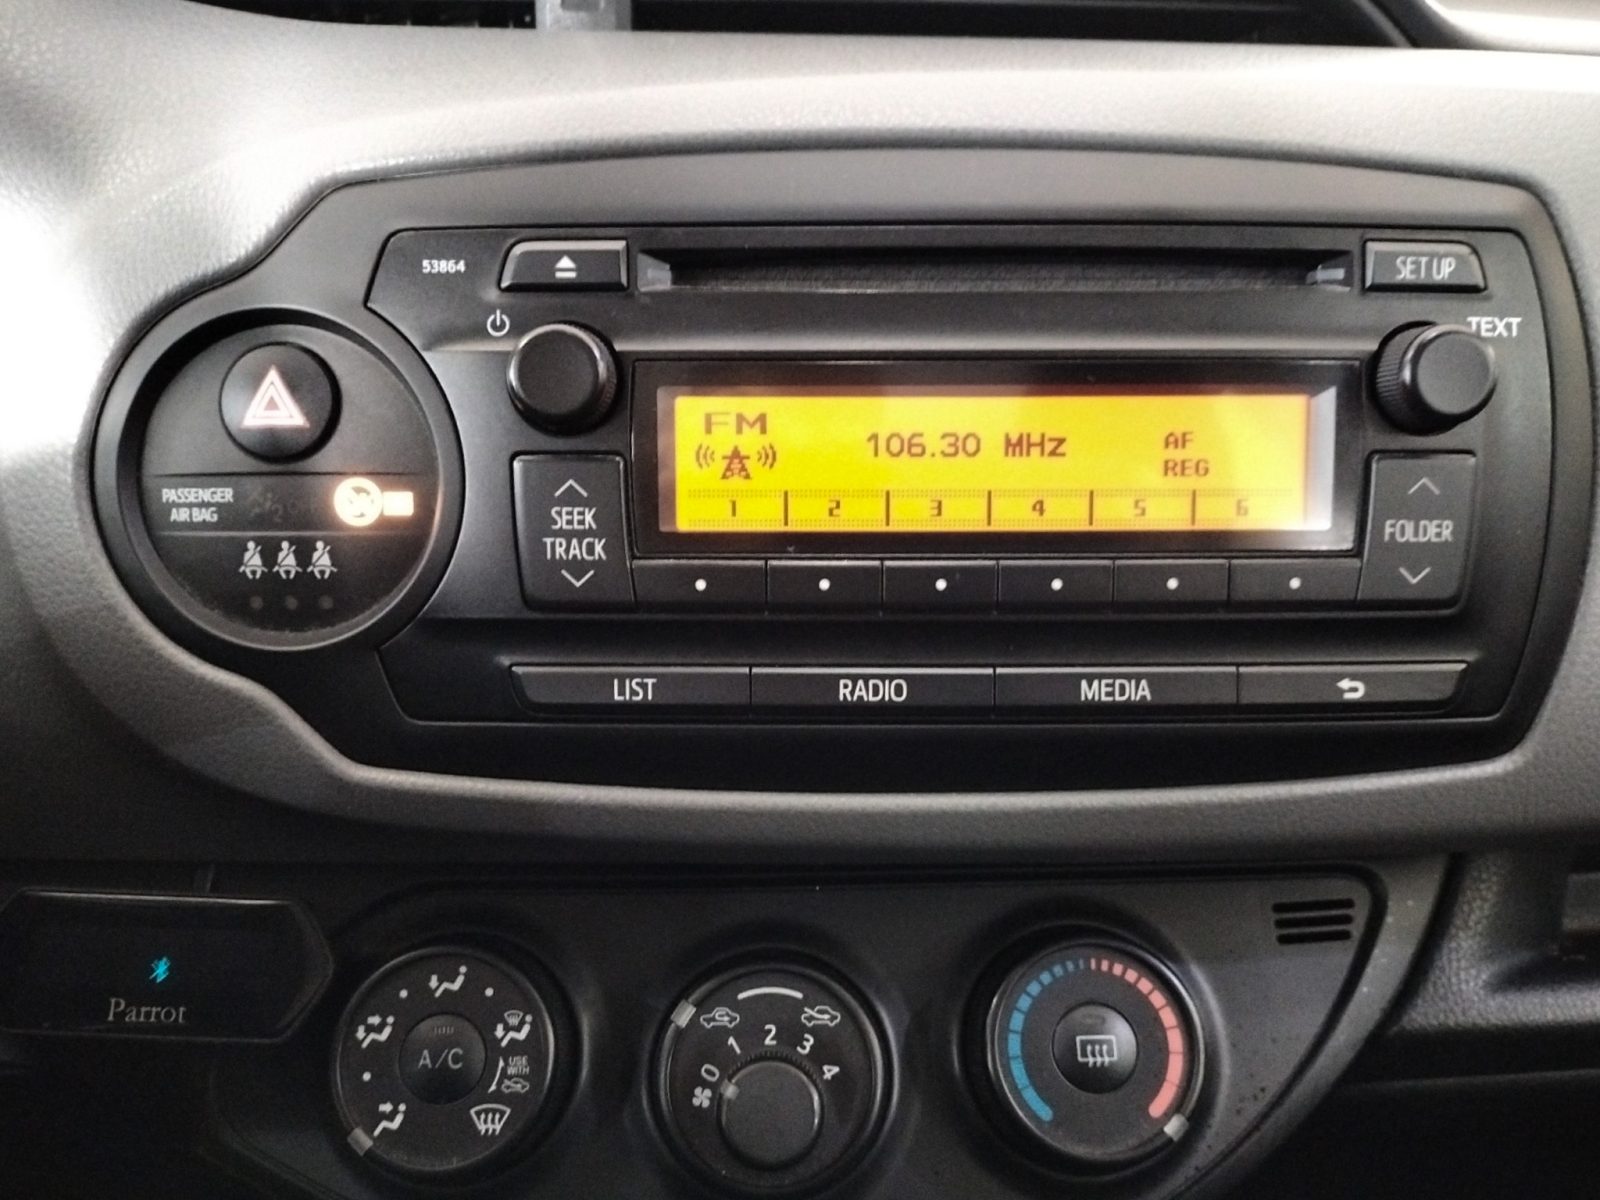 53864
SET UP
TEXT
FM
106.30 MHz
AF
REG
1 2 3 4 5 6
PASSENGER
AIR BAG
SEEK
TRACK
FOLDER
LIST RADIO MEDIA
Parrot
A/C
USE
WITH
0 1 2 3 4